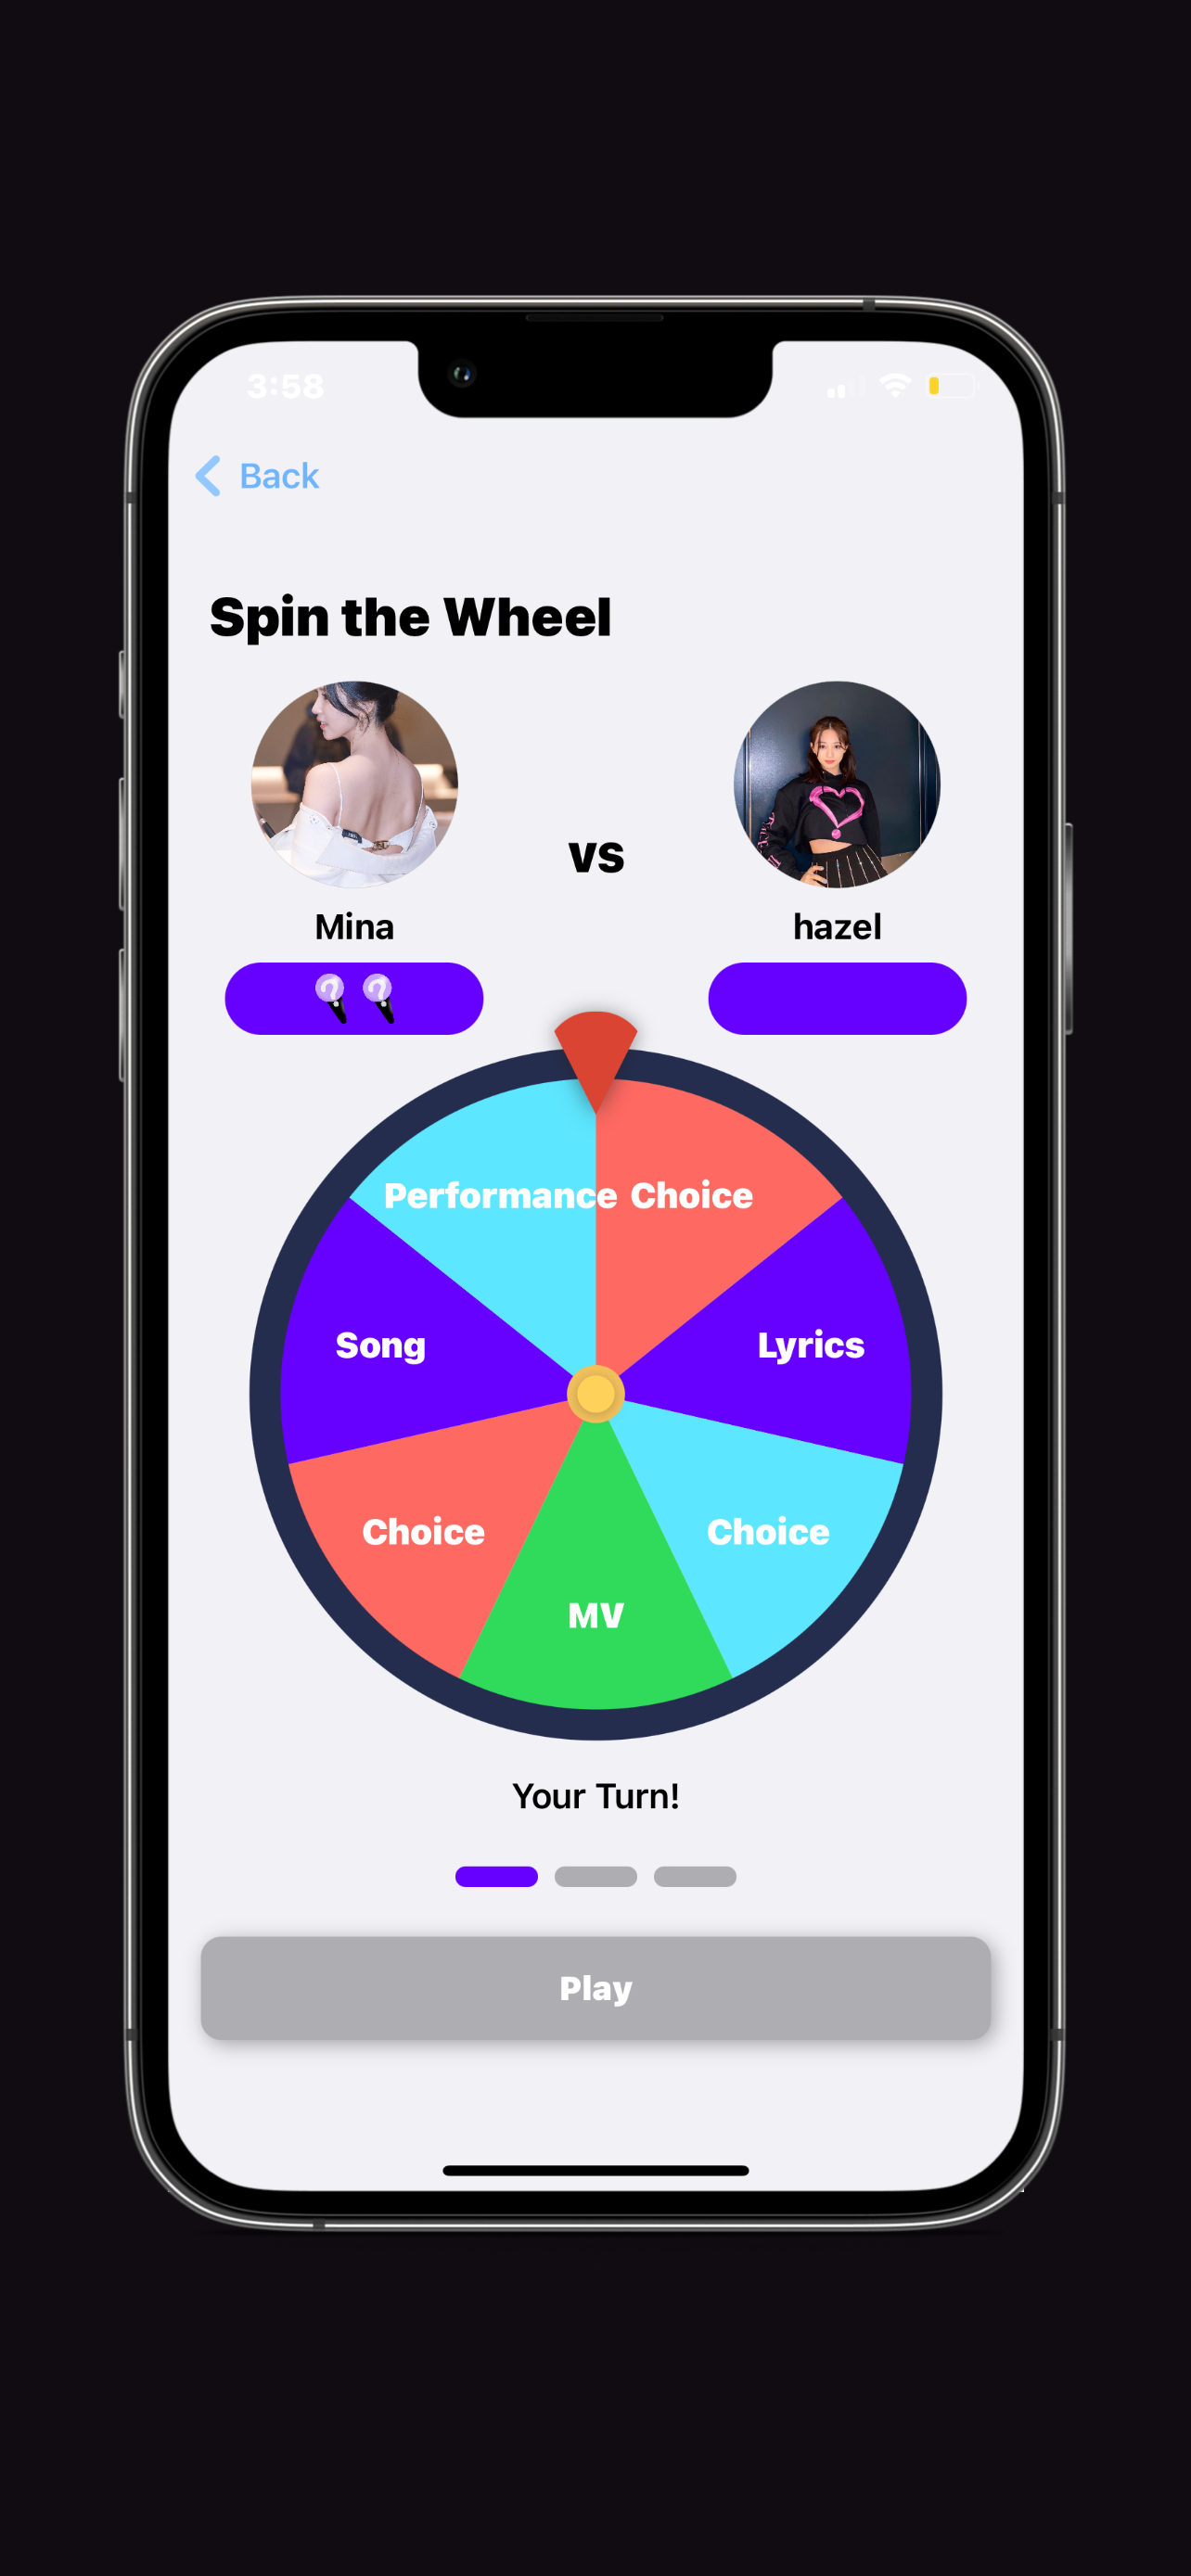 3:58
Back
Spin the Wheel
VS
Mina
hazel
? ?
Performance Choice
Song
Lyrics
Choice
Choice
MV
Your Turn!
Play